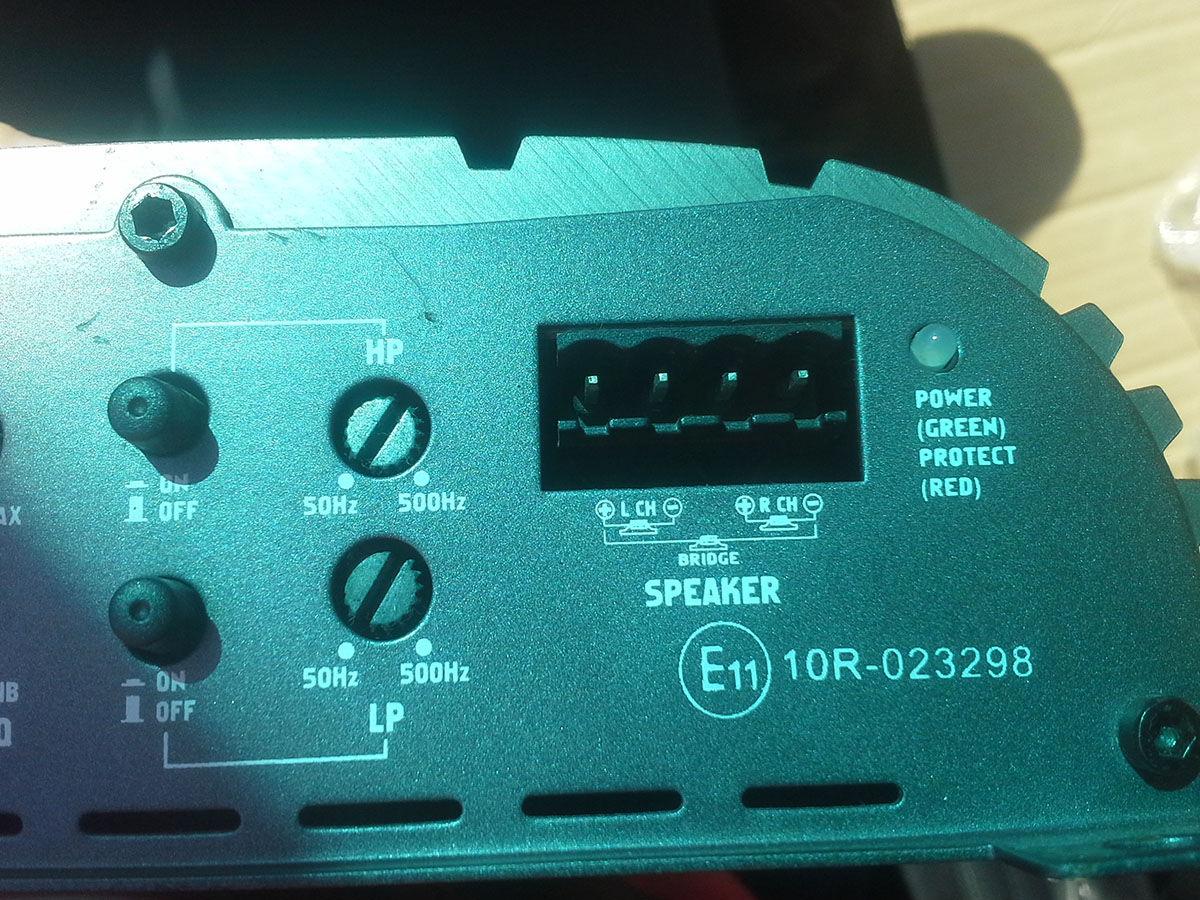 HP
50Hz 500Hz
ON
OFF
AX
50Hz 500Hz
LP
ON
OFF
+ L CH - + R CH -
BRIDGE
SPEAKER
POWER
(GREEN)
PROTECT
(RED)
E11 10R-023298